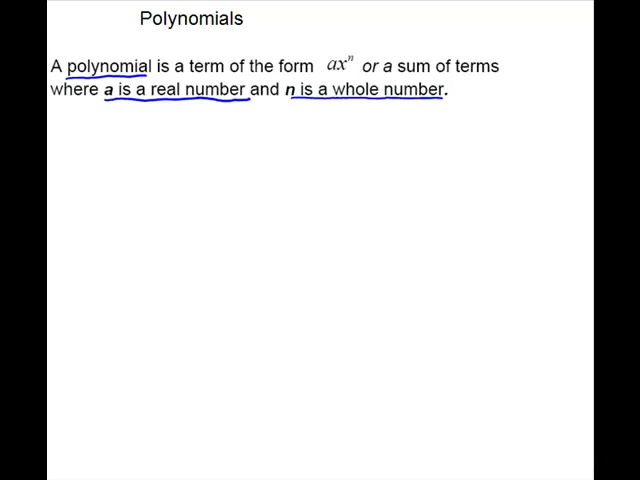 Polynomials
A polynomial is a term of the form axⁿ or a sum of terms
where a is a real number and n is a whole number.